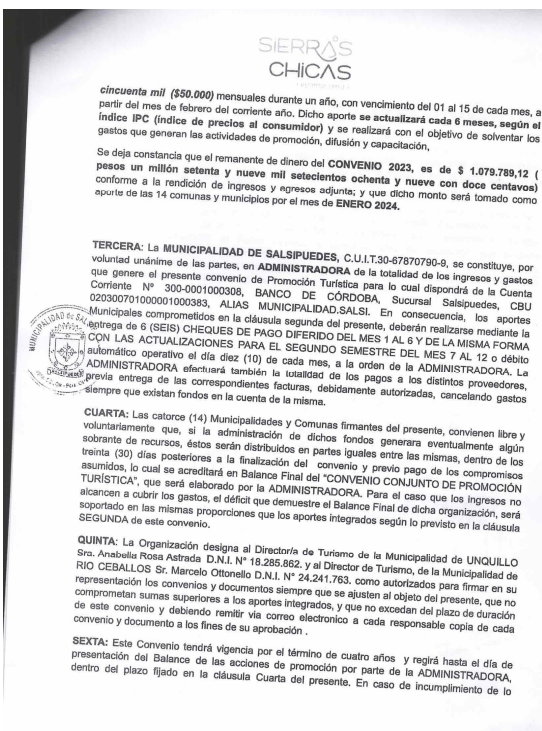 SIERRAS
CHICAS
cincuenta mil ($50.000) mensuales durante un año, con vencimiento del 01 al 15 de cada mes, a
partir del mes de febrero del corriente año. Dicho aporte se actualizará cada 6 meses, según el
índice IPC (índice de precios al consumidor) y se realizará con el objetivo de solventar los
gastos que generan las actividades de promoción, difusión y capacitación.
Se deja constancia que el remanente de dinero del CONVENIO 2023, es de $ 1.079.789,12 (
pesos un millón setenta y nueve mil setecientos ochenta y nueve con doce centavos)
conforme a la rendición de ingresos y egresos adjunta; y que dicho monto será tomado como
aporte de las 14 comunas y municipios por el mes de ENERO 2024.
TERCERA: La MUNICIPALIDAD DE SALSIPUEDES, C.U.I.T.30-67870790-9, se constituye, por
voluntad unánime de las partes, en ADMINISTRADORA de la totalidad de los ingresos y gastos
que genere el presente convenio de Promoción Turística para lo cual dispondrá de la Cuenta
Corriente Nº 300-0001000308, BANCO DE CÓRDOBA, Sucursal Salsipuedes, CBU
0203007010000001000383, ALIAS MUNICIPALIDAD.SALSI. En consecuencia, los aportes
Municipales comprometidos en la cláusula segunda del presente, deberán realizarse mediante la
entrega de 6 (SEIS) CHEQUES DE PAGO DIFERIDO DEL MES 1 AL 6 Y DE LA MISMA FORMA
CON LAS ACTUALIZACIONES PARA EL SEGUNDO SEMESTRE DEL MES 7 AL 12 o débito
automático operativo el día diez (10) de cada mes, a la orden de la ADMINISTRADORA. La
ADMINISTRADORA efectuará también la totalidad de los pagos a los distintos proveedores,
previa entrega de las correspondientes facturas, debidamente autorizadas, cancelando gastos
siempre que existan fondos en la cuenta de la misma.
CUARTA: Las catorce (14) Municipalidades y Comunas firmantes del presente, convienen libre y
voluntariamente que, si la administración de dichos fondos generara eventualmente algún
sobrante de recursos, éstos serán distribuidos en partes iguales entre las mismas, dentro de los
treinta (30) días posteriores a la finalización del convenio y previo pago de los compromisos
asumidos, lo cual se acreditará en Balance Final del "CONVENIO CONJUNTO DE PROMOCIÓN
TURÍSTICA", que será elaborado por la ADMINISTRADORA. Para el caso que los ingresos no
alcancen a cubrir los gastos, el déficit que demuestre el Balance Final de dicha organización, será
soportado en las mismas proporciones que los aportes integrados según lo previsto en la cláusula
SEGUNDA de este convenio.
QUINTA: La Organización designa al Director/a de Turismo de la Municipalidad de UNQUILLO
Sra. Anabella Rosa Astrada D.N.I. Nº 18.285.862. y al Director de Turismo, de la Municipalidad de
RIO CEBALLOS Sr. Marcelo Ottonello D.N.I. Nº 24.241.763. como autorizados para firmar en su
representación los convenios y documentos siempre que se ajusten al objeto del presente, que no
comprometan sumas superiores a los aportes integrados, y que no excedan del plazo de duración
de este convenio y debiendo remitir via correo electronico a cada responsable copia de cada
convenio y documento a los fines de su aprobación .
SEXTA: Este Convenio tendrá vigencia por el término de cuatro años y regirá hasta el día de
presentación del Balance de las acciones de promoción por parte de la ADMINISTRADORA,
dentro del plazo fijado en la cláusula Cuarta del presente. En caso de incumplimiento de lo